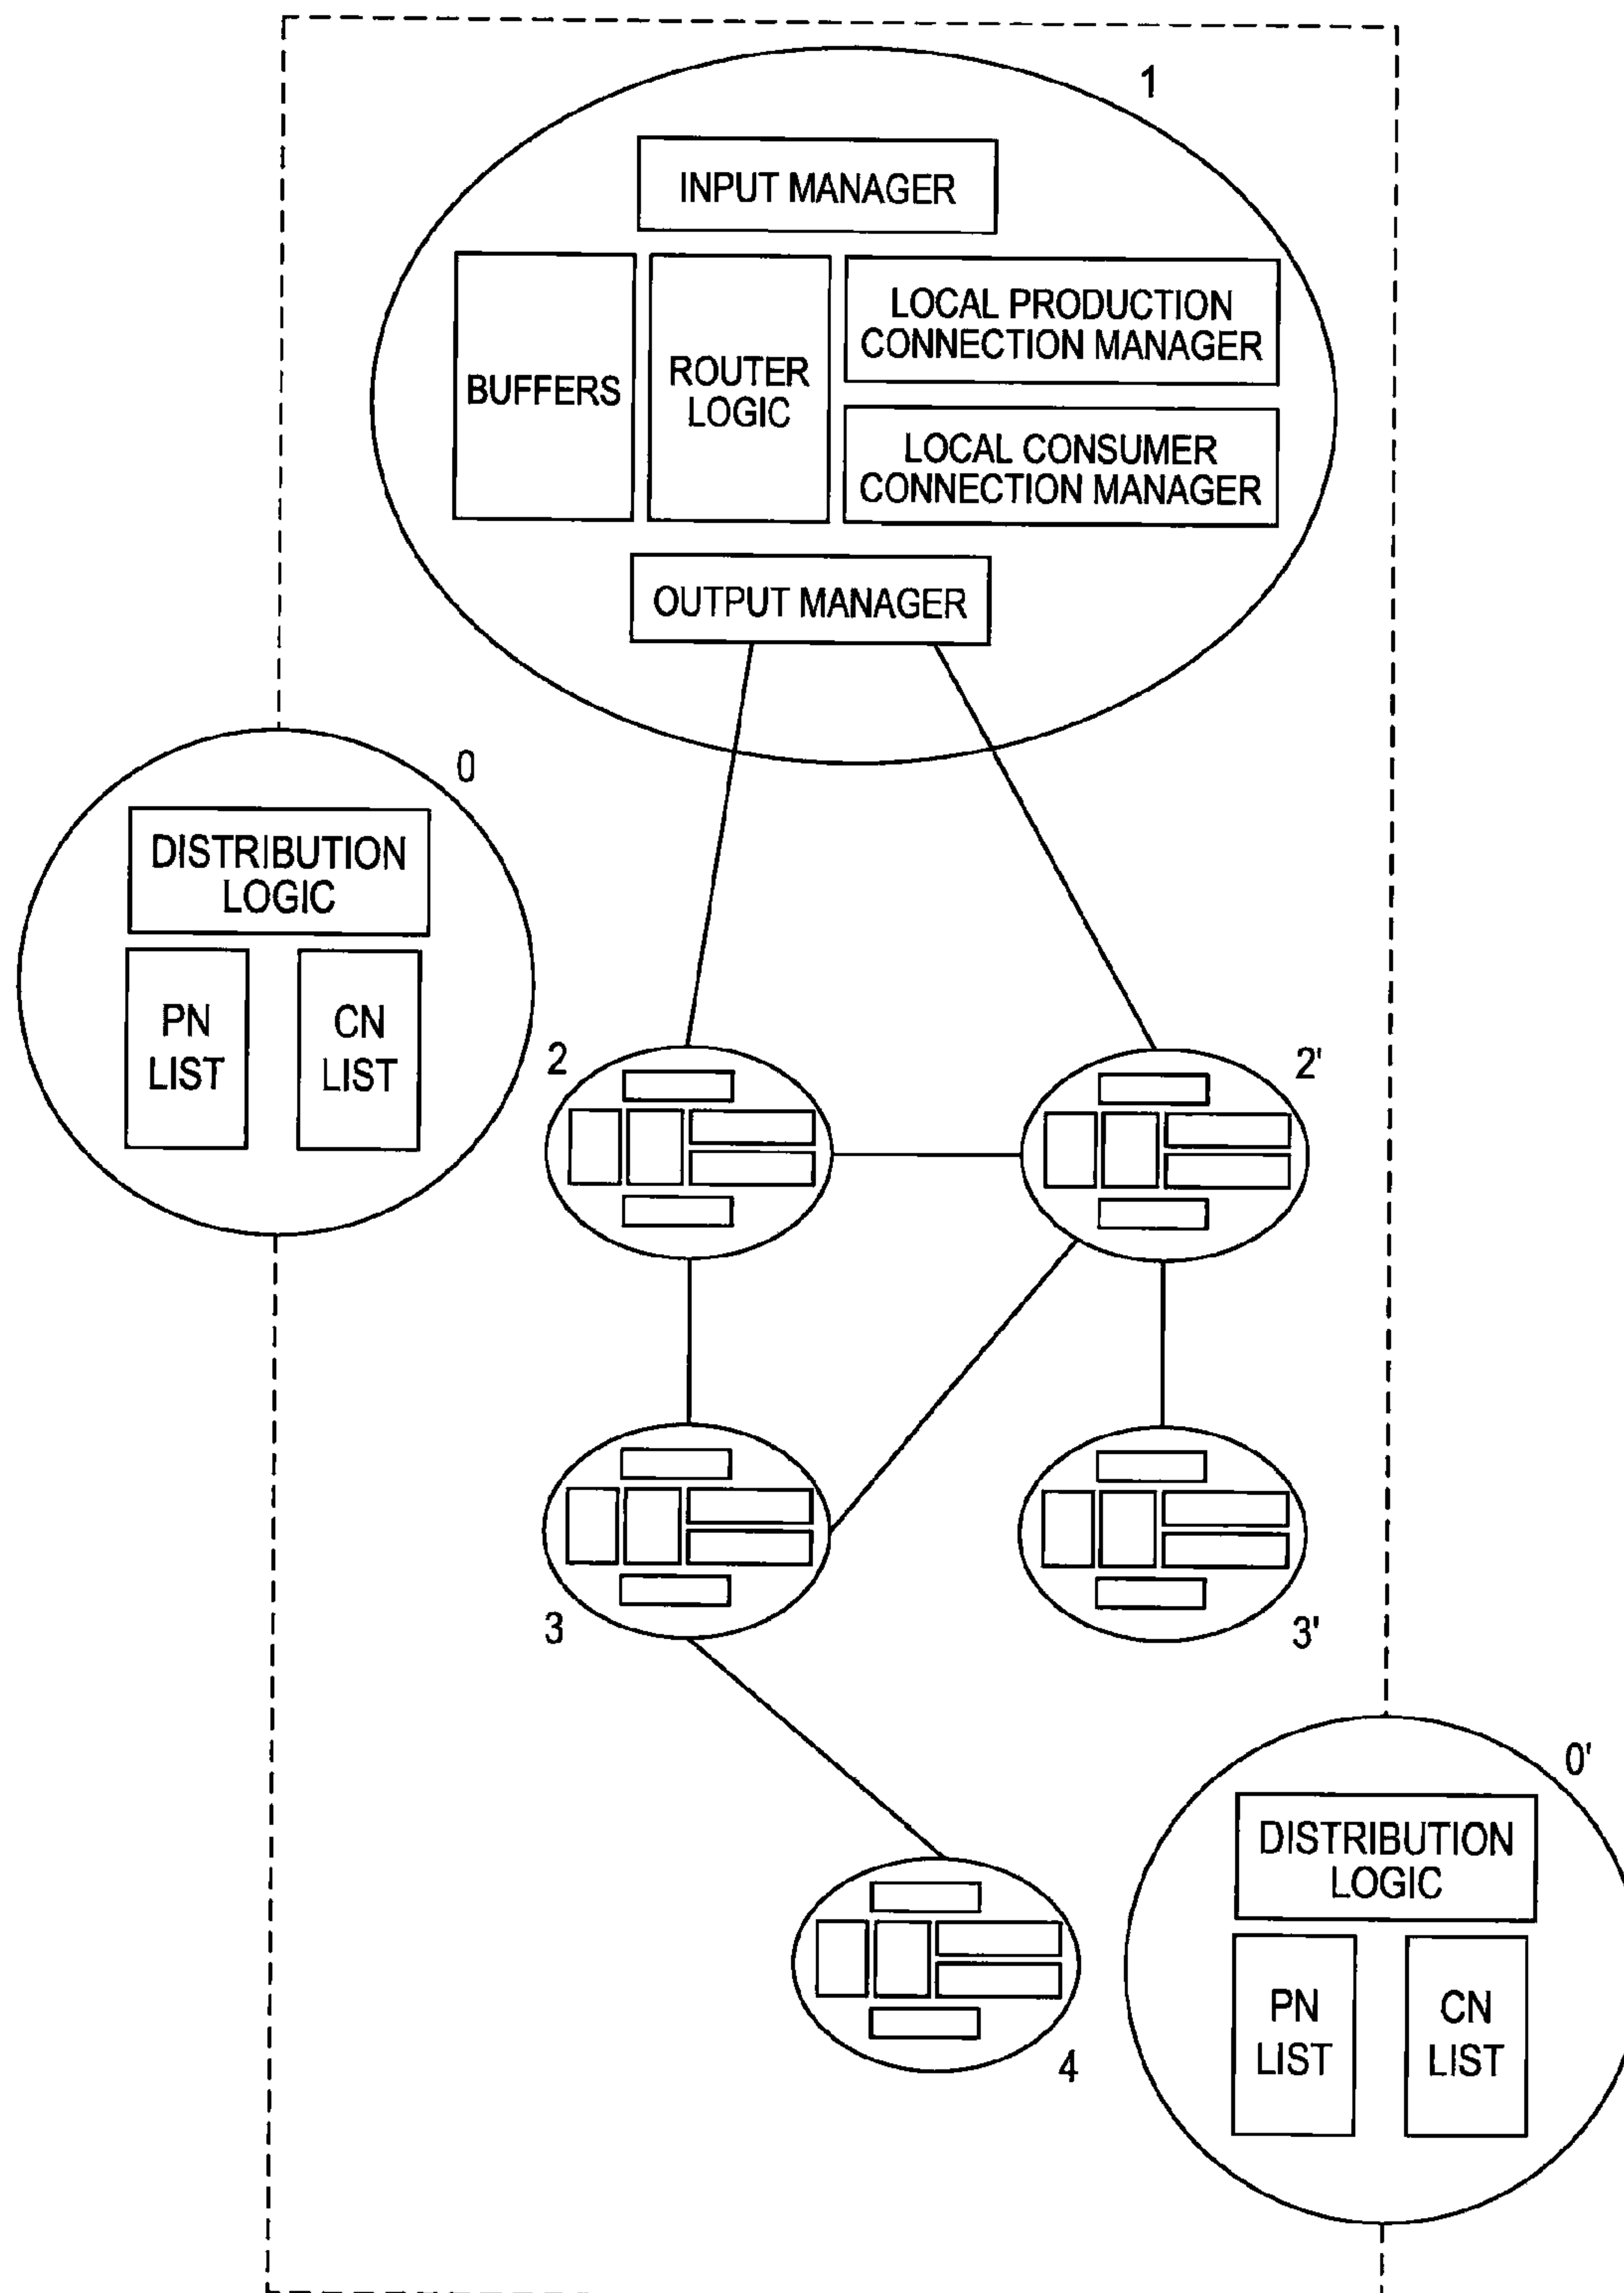 1
INPUT MANAGER
BUFFERS
ROUTER
LOGIC
LOCAL PRODUCTION
CONNECTION MANAGER
LOCAL CONSUMER
CONNECTION MANAGER
OUTPUT MANAGER
0
DISTRIBUTION
LOGIC
PN
LIST
CN
LIST
2
2'
3
3'
0'
DISTRIBUTION
LOGIC
PN
LIST
CN
LIST
4